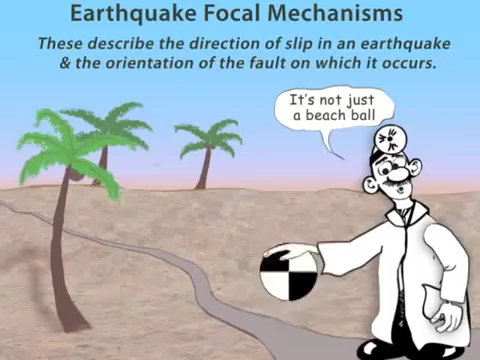 Earthquake Focal Mechanisms
These describe the direction of slip in an earthquake
& the orientation of the fault on which it occurs.
It's not just
a beach ball